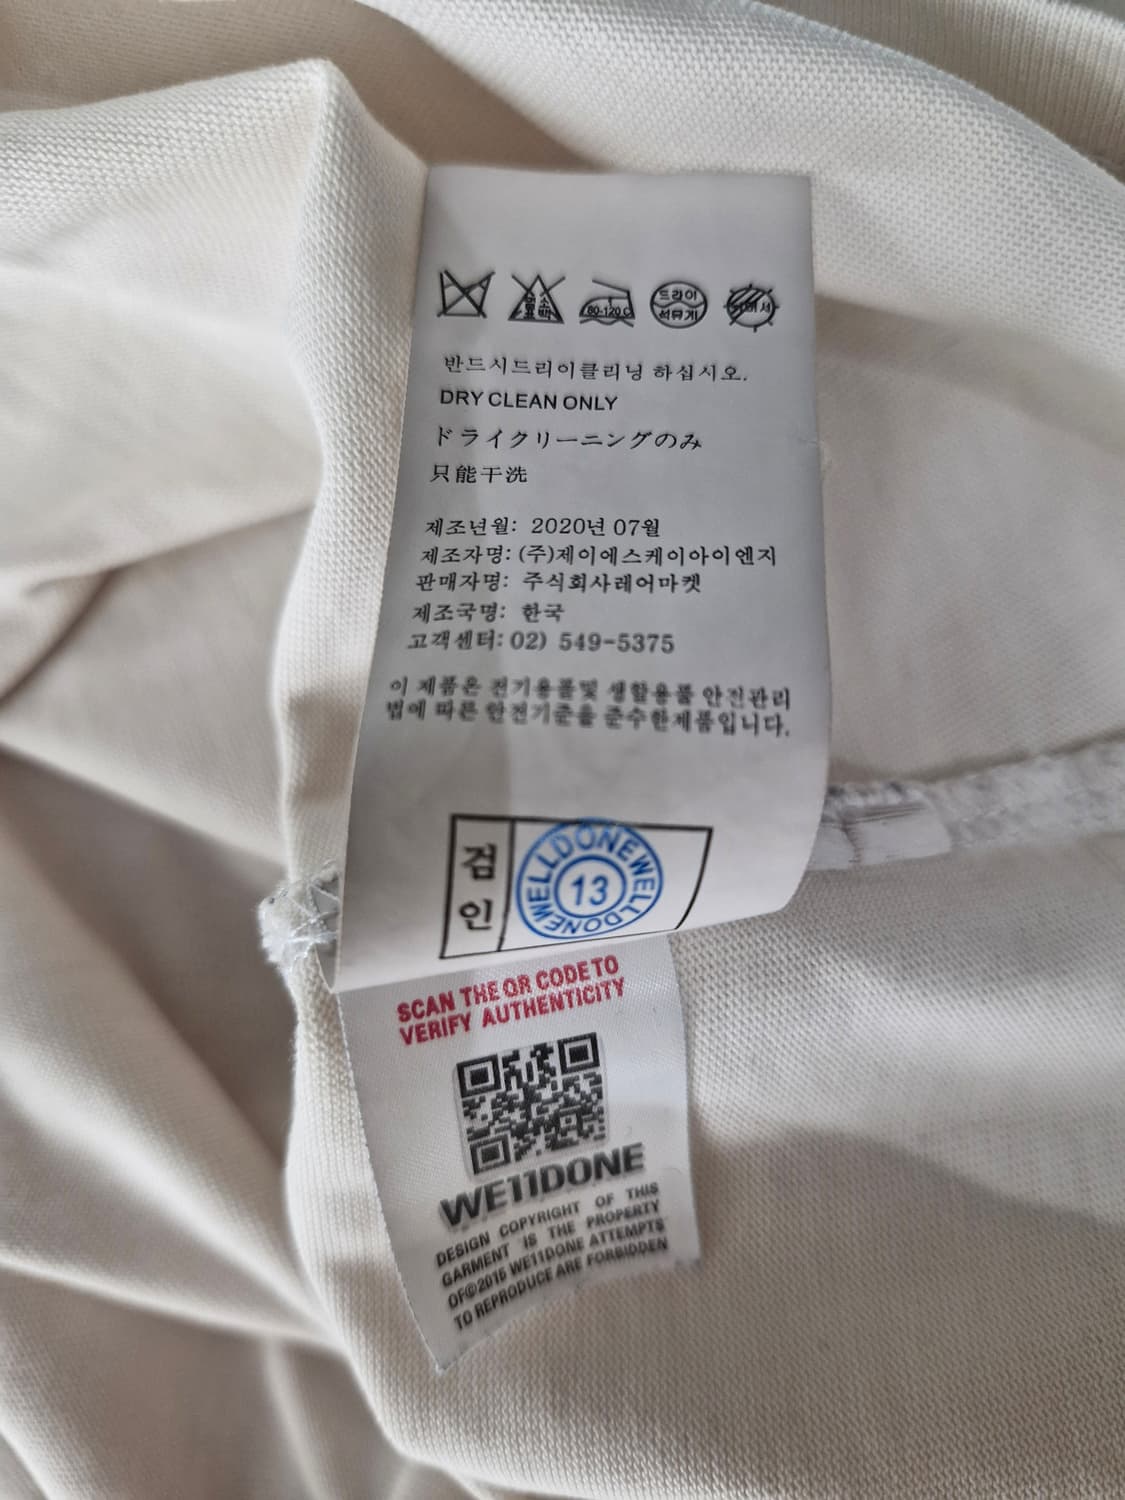 80-120℃
드라이
석유계
반드시드리이클리닝 하십시오.
DRY CLEAN ONLY
ドライクリーニングのみ
只能干洗
제조년월: 2020년 07월
제조자명: (주)제이에스케이아이엔지
판매자명: 주식회사레어마켓
제조국명: 한국
고객센터: 02) 549-5375
이 제품은 전기용품및 생활용품 안전관리
법에 따른 안전기준을 준수한제품입니다.
검인
WELLDONEWELLDONEWELLDONE
13
SCAN THE QR CODE TO
VERIFY AUTHENTICITY
WE11DONE
DESIGN COPYRIGHT OF THIS
GARMENT IS THE PROPERTY
OF©2015 WE11DONE ATTEMPTS
TO REPRODUCE ARE FORBIDDEN